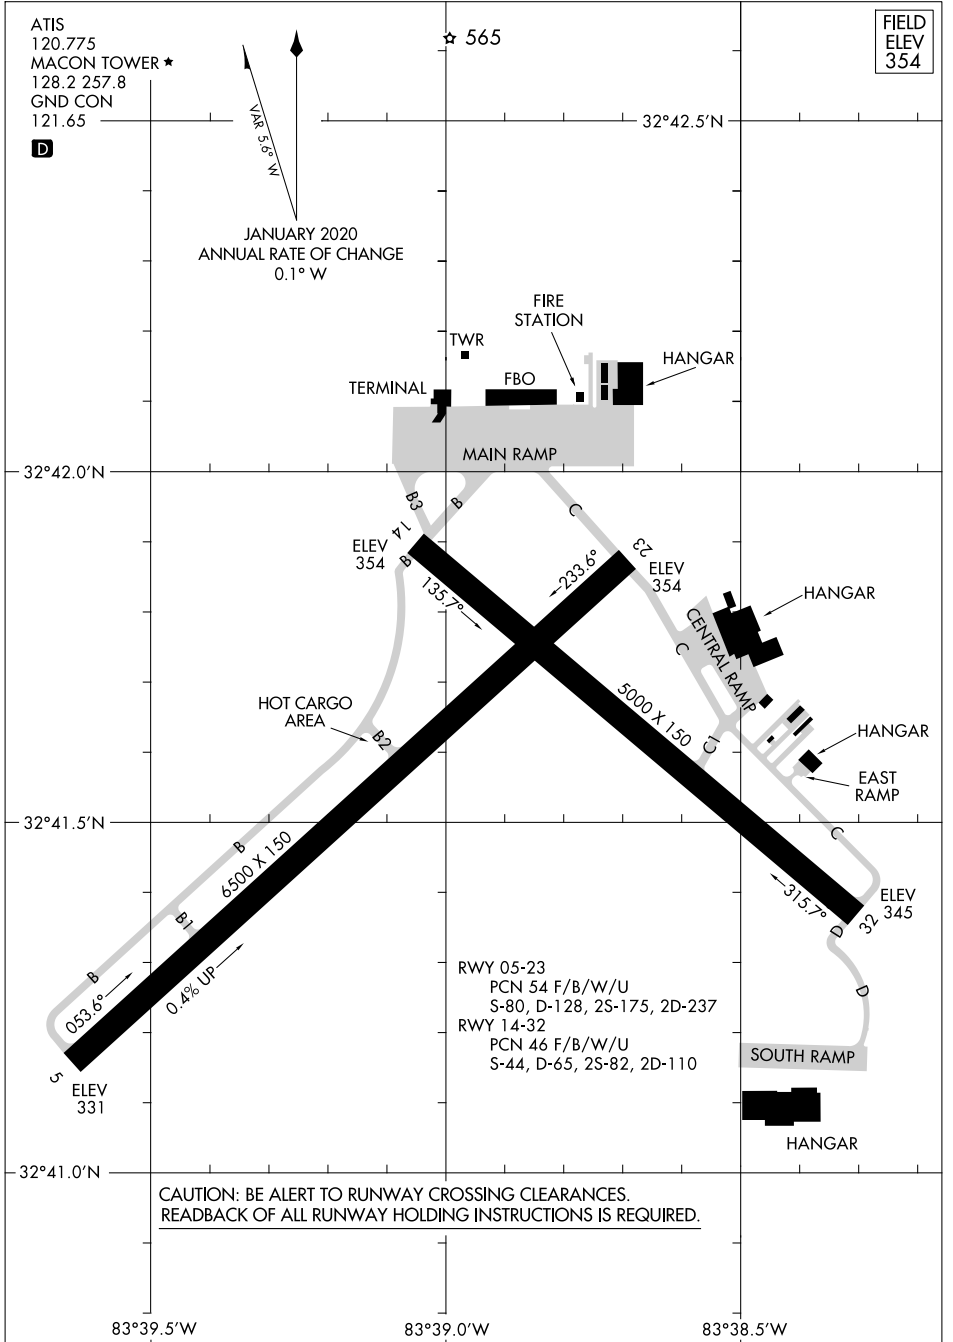 ATIS
120.775
MACON TOWER ★
128.2 257.8
GND CON
121.65
D
565
FIELD
ELEV
354
VAR 5.6° W
32°42.5'N
JANUARY 2020
ANNUAL RATE OF CHANGE
0.1° W
FIRE
STATION
TWR
HANGAR
TERMINAL
FBO
MAIN RAMP
32°42.0'N
B3
B
C
14
23
ELEV
354
B
233.6°
ELEV
354
135.7°
HANGAR
CENTRAL RAMP
C
HOT CARGO
AREA
B2
5000 X 150
C1
HANGAR
EAST
RAMP
32°41.5'N
C
B
6500 X 150
315.7°
ELEV
345
32
B1
D
B
053.6°
0.4% UP
D
RWY 05-23
PCN 54 F/B/W/U
S-80, D-128, 2S-175, 2D-237
RWY 14-32
PCN 46 F/B/W/U
S-44, D-65, 2S-82, 2D-110
SOUTH RAMP
5
ELEV
331
HANGAR
32°41.0'N
CAUTION: BE ALERT TO RUNWAY CROSSING CLEARANCES.
READBACK OF ALL RUNWAY HOLDING INSTRUCTIONS IS REQUIRED.
83°39.5'W
83°39.0'W
83°38.5'W